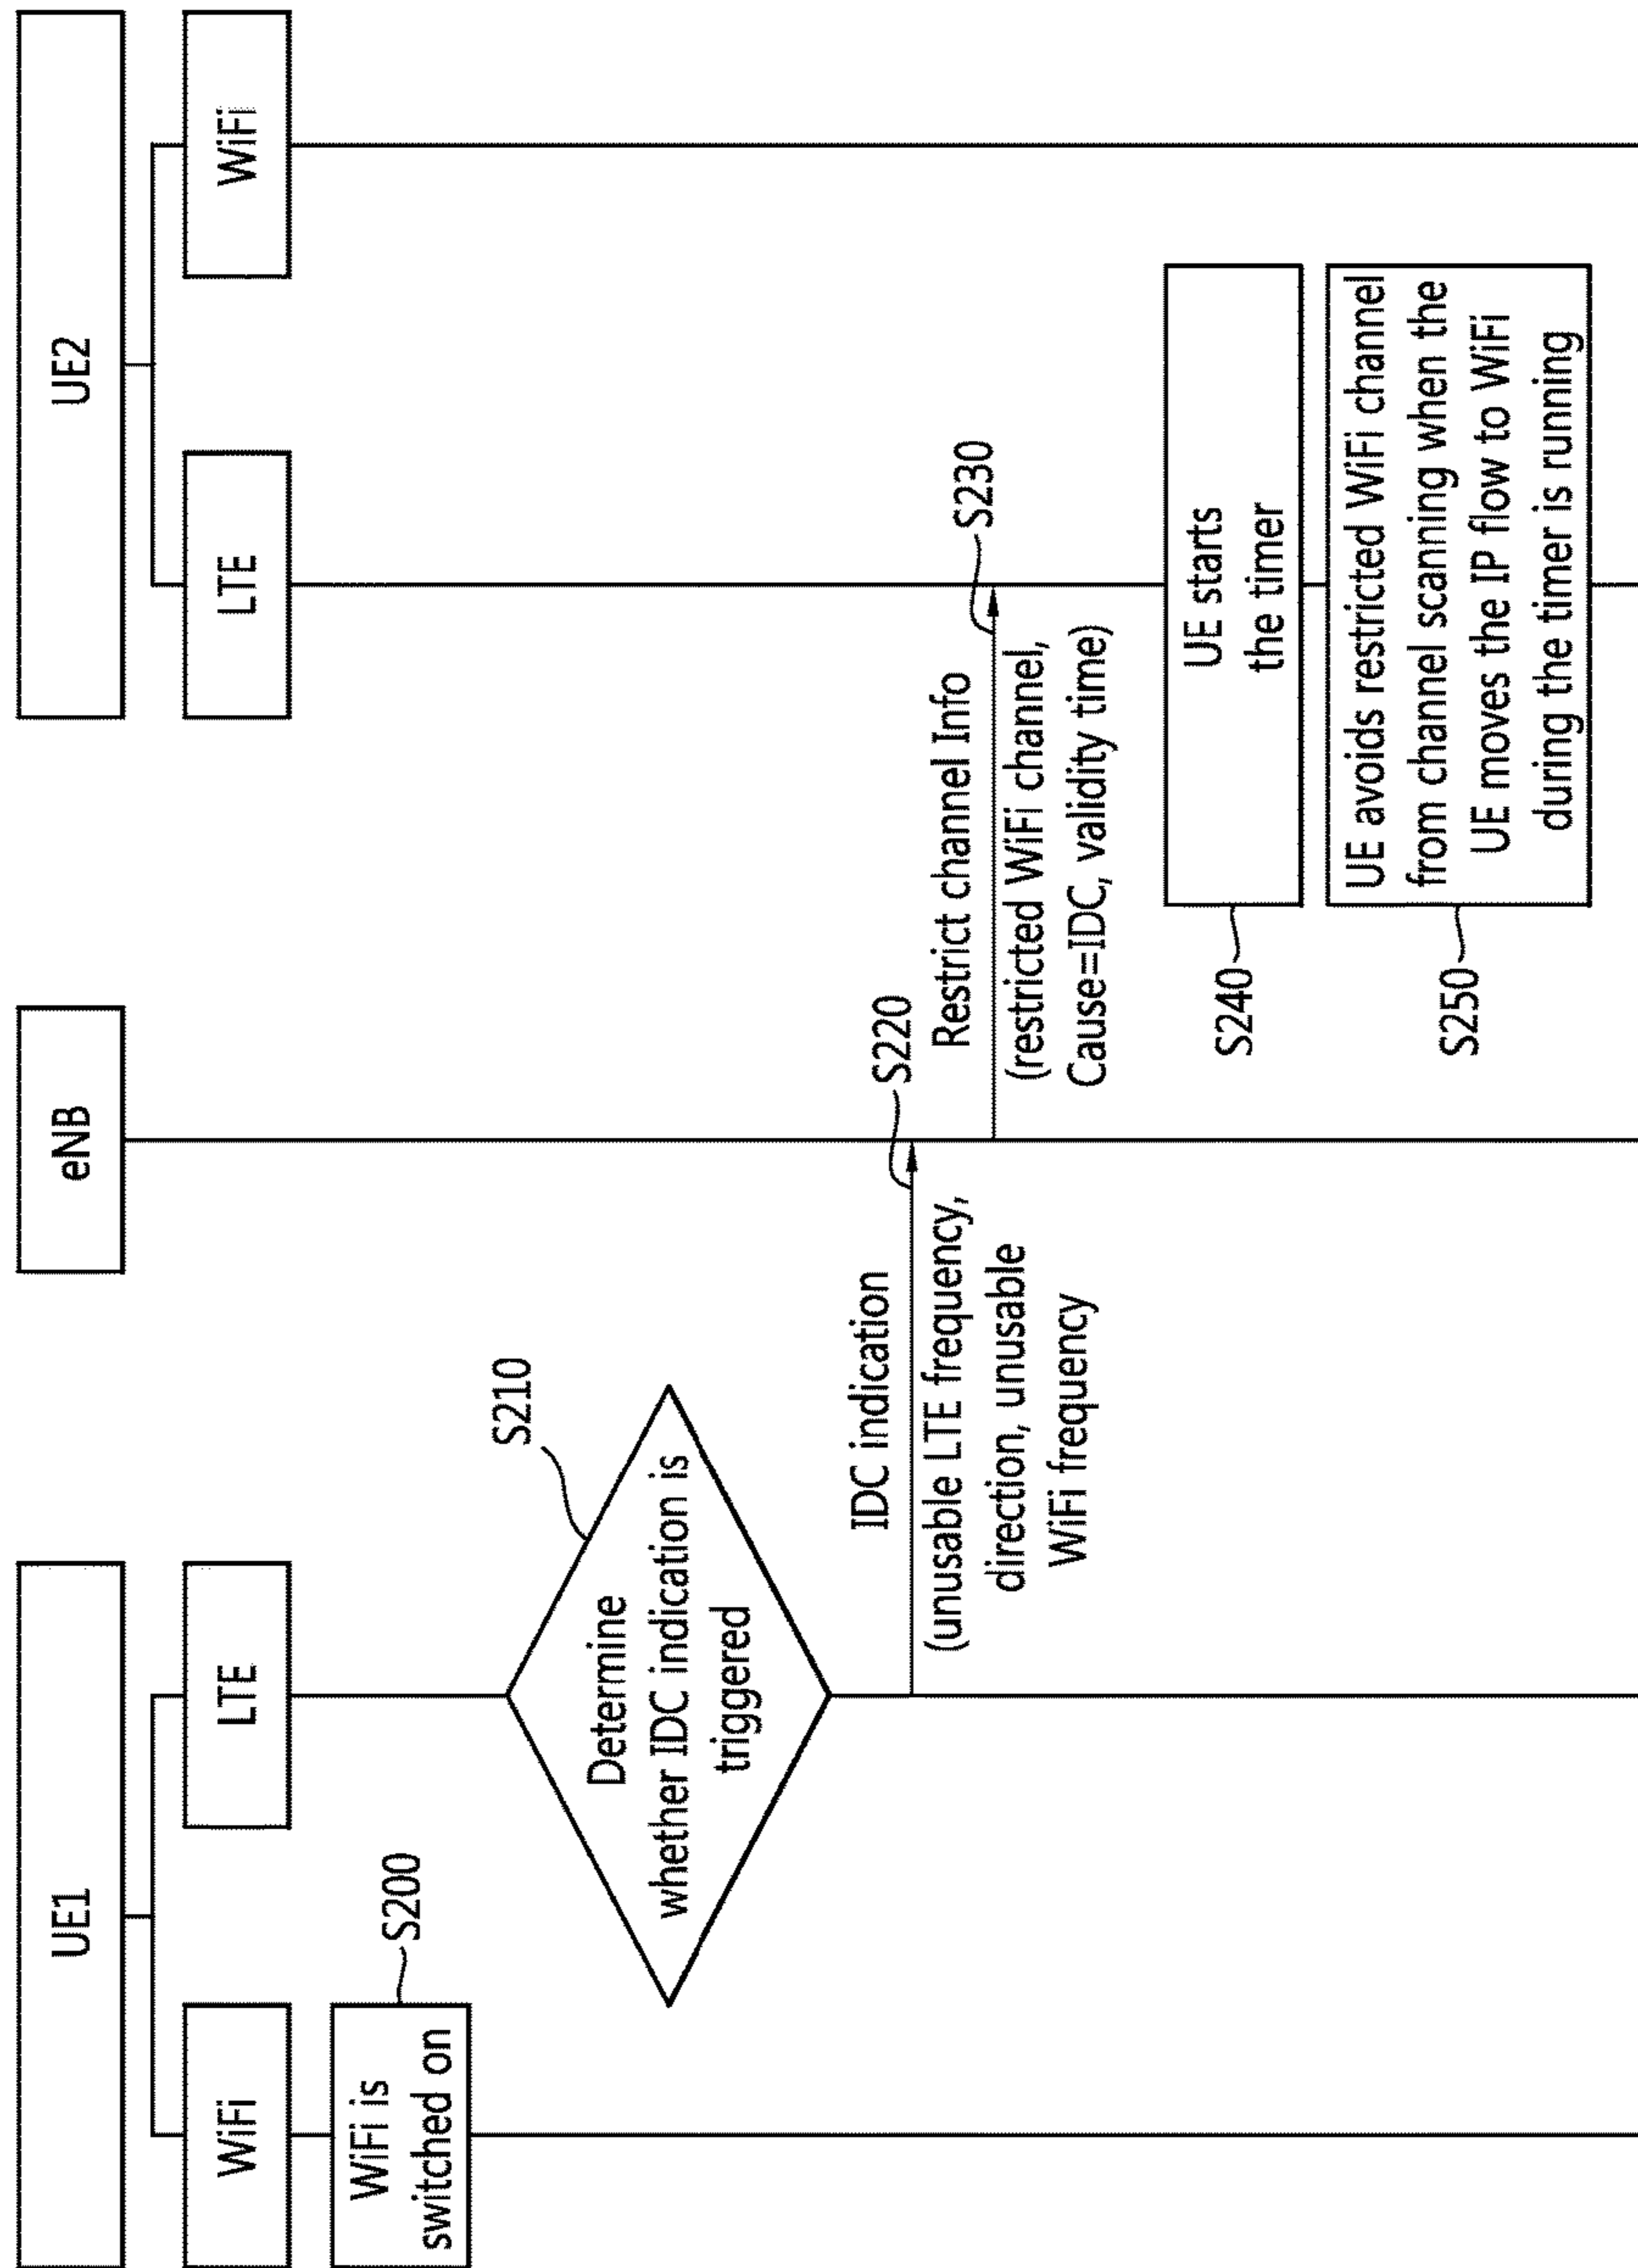 UE1
eNB
UE2
WiFi
LTE
LTE
WiFi
WiFi is
switched on
S200
Determine
whether IDC indication is
triggered
S210
IDC indication
S220
(unusable LTE frequency,
direction, unusable
WiFi frequency
Restrict channel Info
S230
(restricted WiFi channel,
Cause=IDC, validity time)
S240
UE starts
the timer
S250
UE avoids restricted WiFi channel
from channel scanning when the
UE moves the IP flow to WiFi
during the timer is running